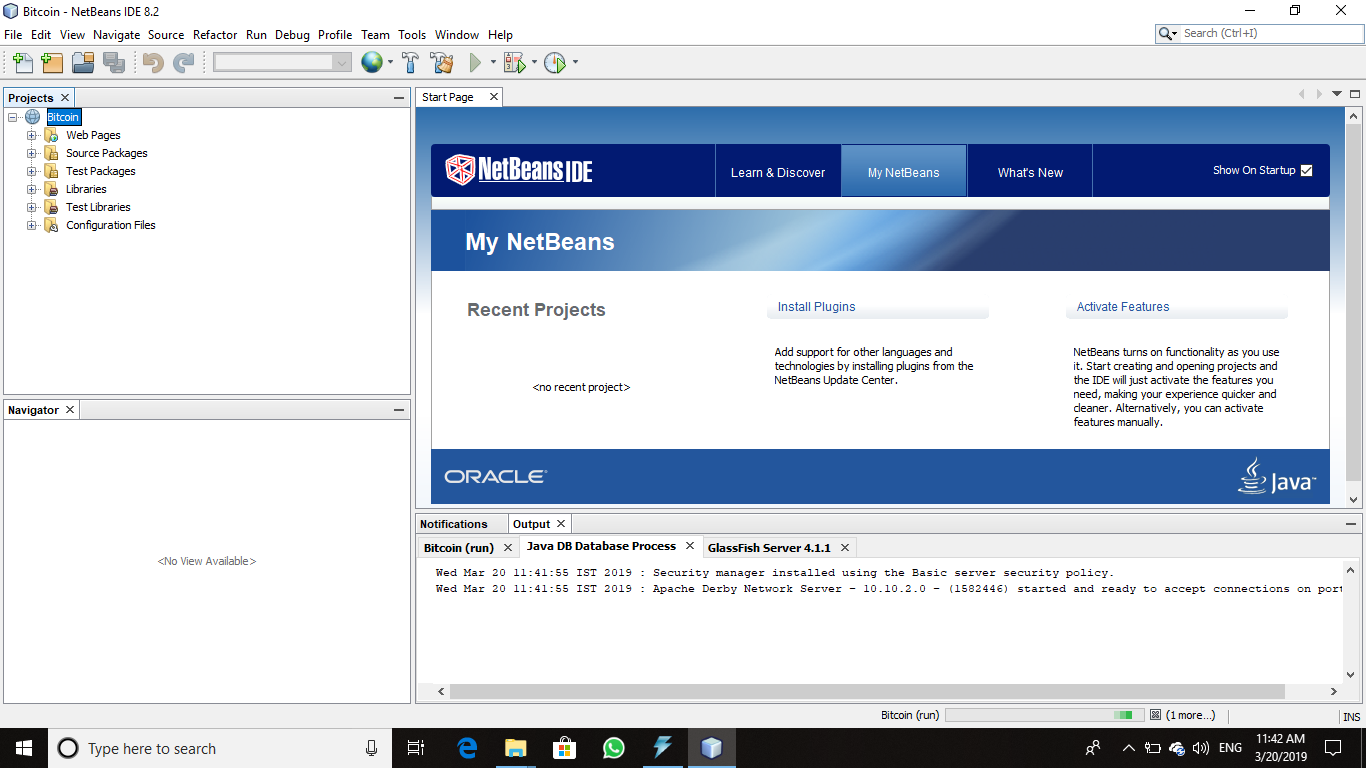 Bitcoin - NetBeans IDE 8.2
File Edit View Navigate Source Refactor Run Debug Profile Team Tools Window Help
Search (Ctrl+I)
Projects
Bitcoin
Web Pages
Source Packages
Test Packages
Libraries
Test Libraries
Configuration Files
Navigator
<No View Available>
Start Page
NetBeans IDE
Learn & Discover
My NetBeans
What's New
Show On Startup
My NetBeans
Recent Projects
<no recent project>
Install Plugins
Add support for other languages and
technologies by installing plugins from the
NetBeans Update Center.
Activate Features
NetBeans turns on functionality as you use
it. Start creating and opening projects and
the IDE will just activate the features you
need, making your experience quicker and
cleaner. Alternatively, you can activate
features manually.
ORACLE
Java
Notifications
Output
Bitcoin (run)
Java DB Database Process
GlassFish Server 4.1.1
Wed Mar 20 11:41:55 IST 2019 : Security manager installed using the Basic server security policy.
Wed Mar 20 11:41:55 IST 2019 : Apache Derby Network Server - 10.10.2.0 - (1582446) started and ready to accept connections on port
Bitcoin (run)
(1 more...)
INS
Type here to search
ENG
11:42 AM
3/20/2019